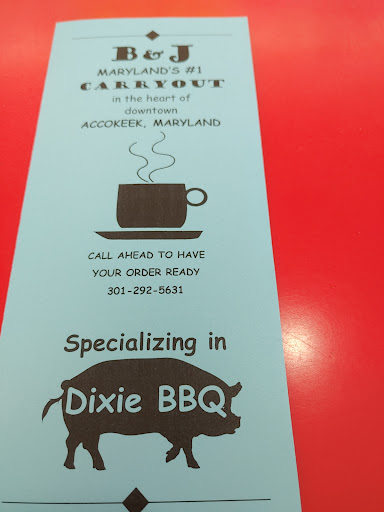 B & J
MARYLAND'S #1
CARRYOUT
in the heart of
downtown
ACCOKEEK, MARYLAND
CALL AHEAD TO HAVE
YOUR ORDER READY
301-292-5631
Specializing in
Dixie BBQ